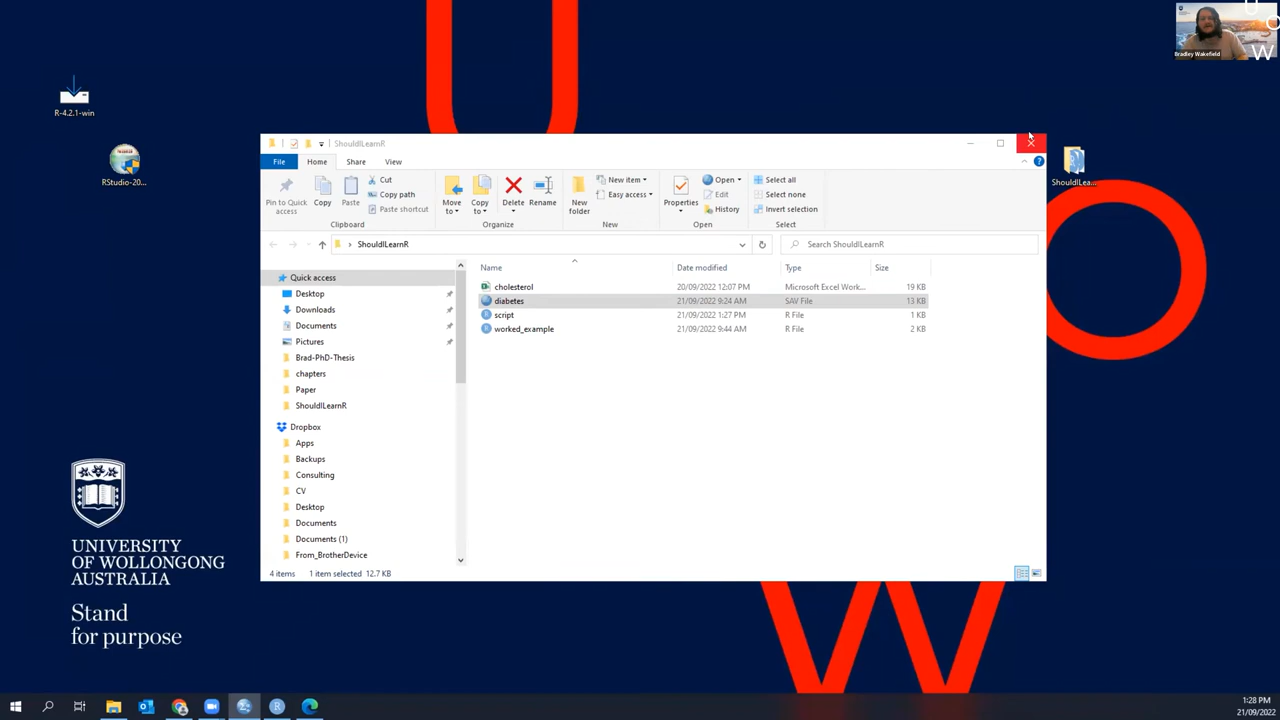 U
O
W
Bradley Wakefield
R-4.2.1-win
RStudio-20...
ShouldILea...
ShouldILearnR
File
Home
Share
View
Pin to Quick access
Copy
Paste
Cut
Copy path
Paste shortcut
Clipboard
Move to
Copy to
Delete
Rename
Organize
New folder
New item
Easy access
New
Properties
Open
Edit
History
Open
Select all
Select none
Invert selection
Select
ShouldILearnR
Search ShouldILearnR
Quick access
Desktop
Downloads
Documents
Pictures
Brad-PhD-Thesis
chapters
Paper
ShouldILearnR
Dropbox
Apps
Backups
Consulting
CV
Desktop
Documents
Documents (1)
From_BrotherDevice
Name Date modified Type Size
cholesterol 20/09/2022 12:07 PM Microsoft Excel Work... 19 KB
diabetes 21/09/2022 9:24 AM SAV File 13 KB
script 21/09/2022 1:27 PM R File 1 KB
worked_example 21/09/2022 9:44 AM R File 2 KB
4 items 1 item selected 12.7 KB
UNIVERSITY
OF WOLLONGONG
AUSTRALIA
Stand
for purpose
U
O
W
1:28 PM
21/09/2022